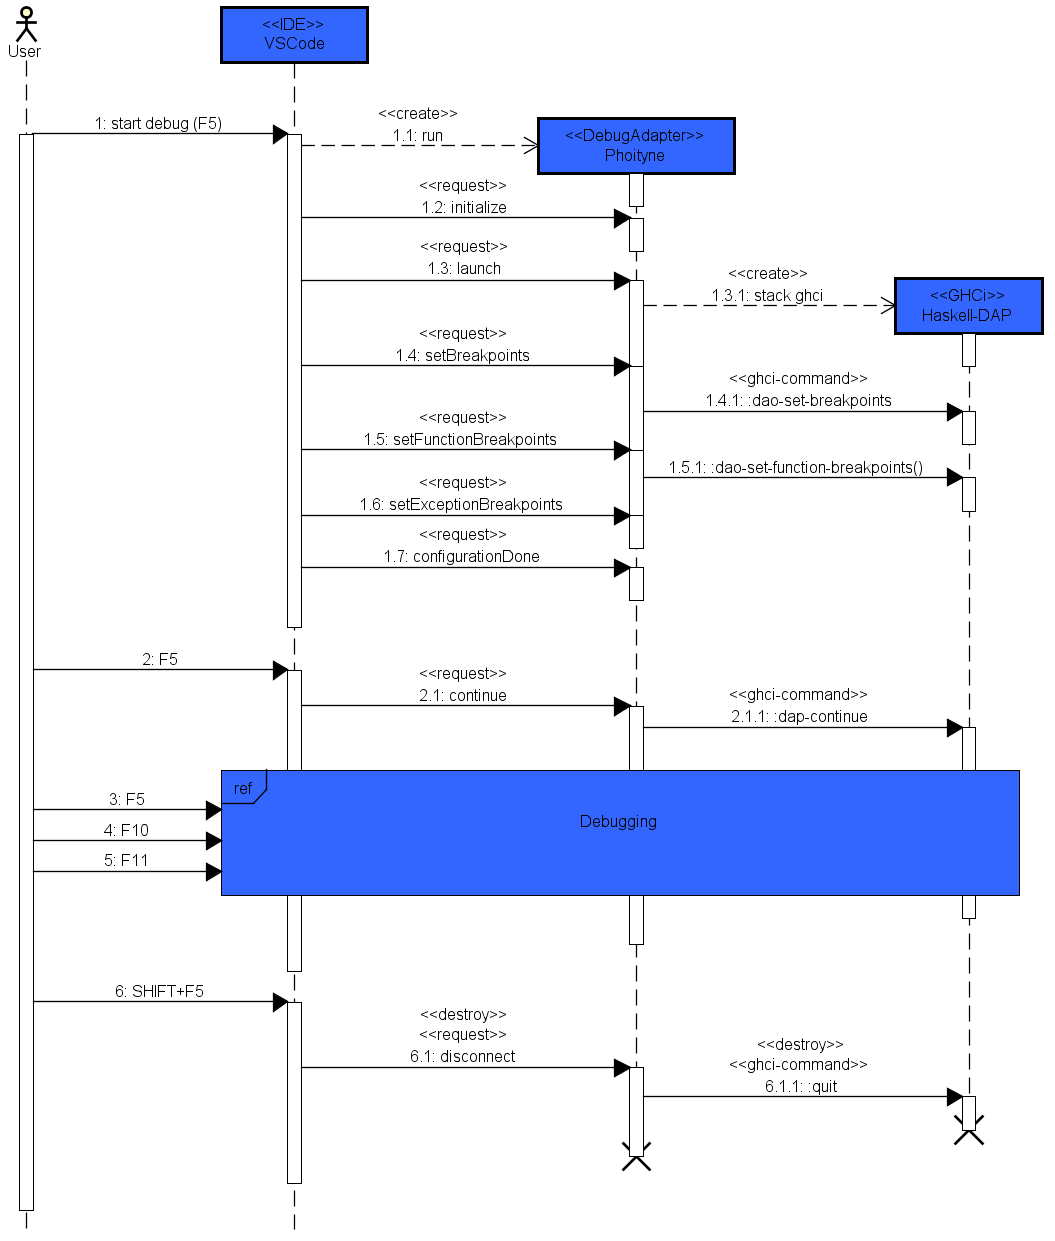 User
<<IDE>>
VSCode
1: start debug (F5)
<<create>>
1.1: run
<<DebugAdapter>>
Phoityne
<<request>>
1.2: initialize
<<request>>
1.3: launch
<<create>>
1.3.1: stack ghci
<<GHCi>>
Haskell-DAP
<<request>>
1.4: setBreakpoints
<<ghci-command>>
1.4.1: :dao-set-breakpoints
<<request>>
1.5: setFunctionBreakpoints
1.5.1: :dao-set-function-breakpoints()
<<request>>
1.6: setExceptionBreakpoints
<<request>>
1.7: configurationDone
2: F5
<<request>>
2.1: continue
<<ghci-command>>
2.1.1: :dap-continue
ref
Debugging
3: F5
4: F10
5: F11
6: SHIFT+F5
<<destroy>>
<<request>>
6.1: disconnect
<<destroy>>
<<ghci-command>>
6.1.1: :quit